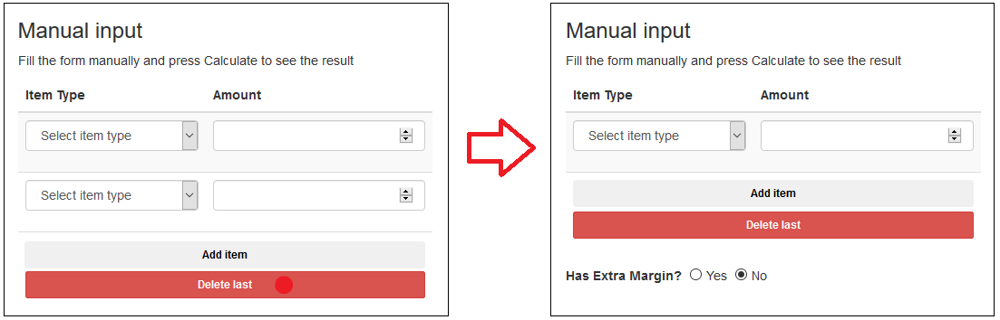 Manual input
Fill the form manually and press Calculate to see the result
Item Type Amount
Select item type
Select item type
Add item
Delete last
Manual input
Fill the form manually and press Calculate to see the result
Item Type Amount
Select item type
Add item
Delete last
Has Extra Margin? Yes No